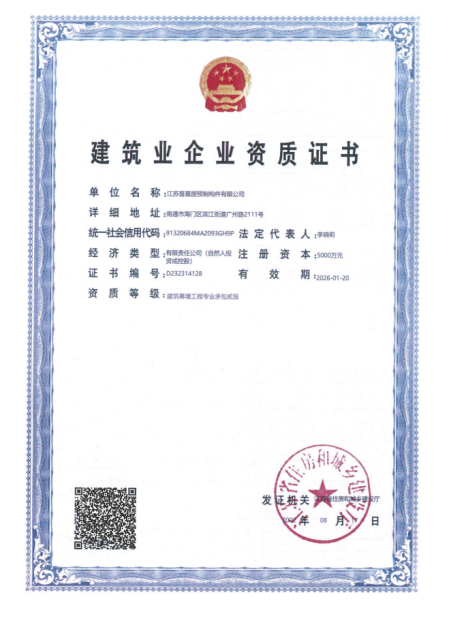 建筑业企业资质证书
单位名称:江苏晋嘉丽预制构件有限公司
详细地址:南通市海门区滨江街道广州路2111号
统一社会信用代码:91320684MA2093GH9P 法定代表人:李晓莉
经济类型:有限责任公司（自然人投资或控股） 注册资本:5000万元
证书编号:D232314128 有效期:2026-01-20
资质等级:建筑幕墙工程专业承包贰级
省住房和城乡建设厅
发证机关 省住房和城乡建设厅
年 08 月 日